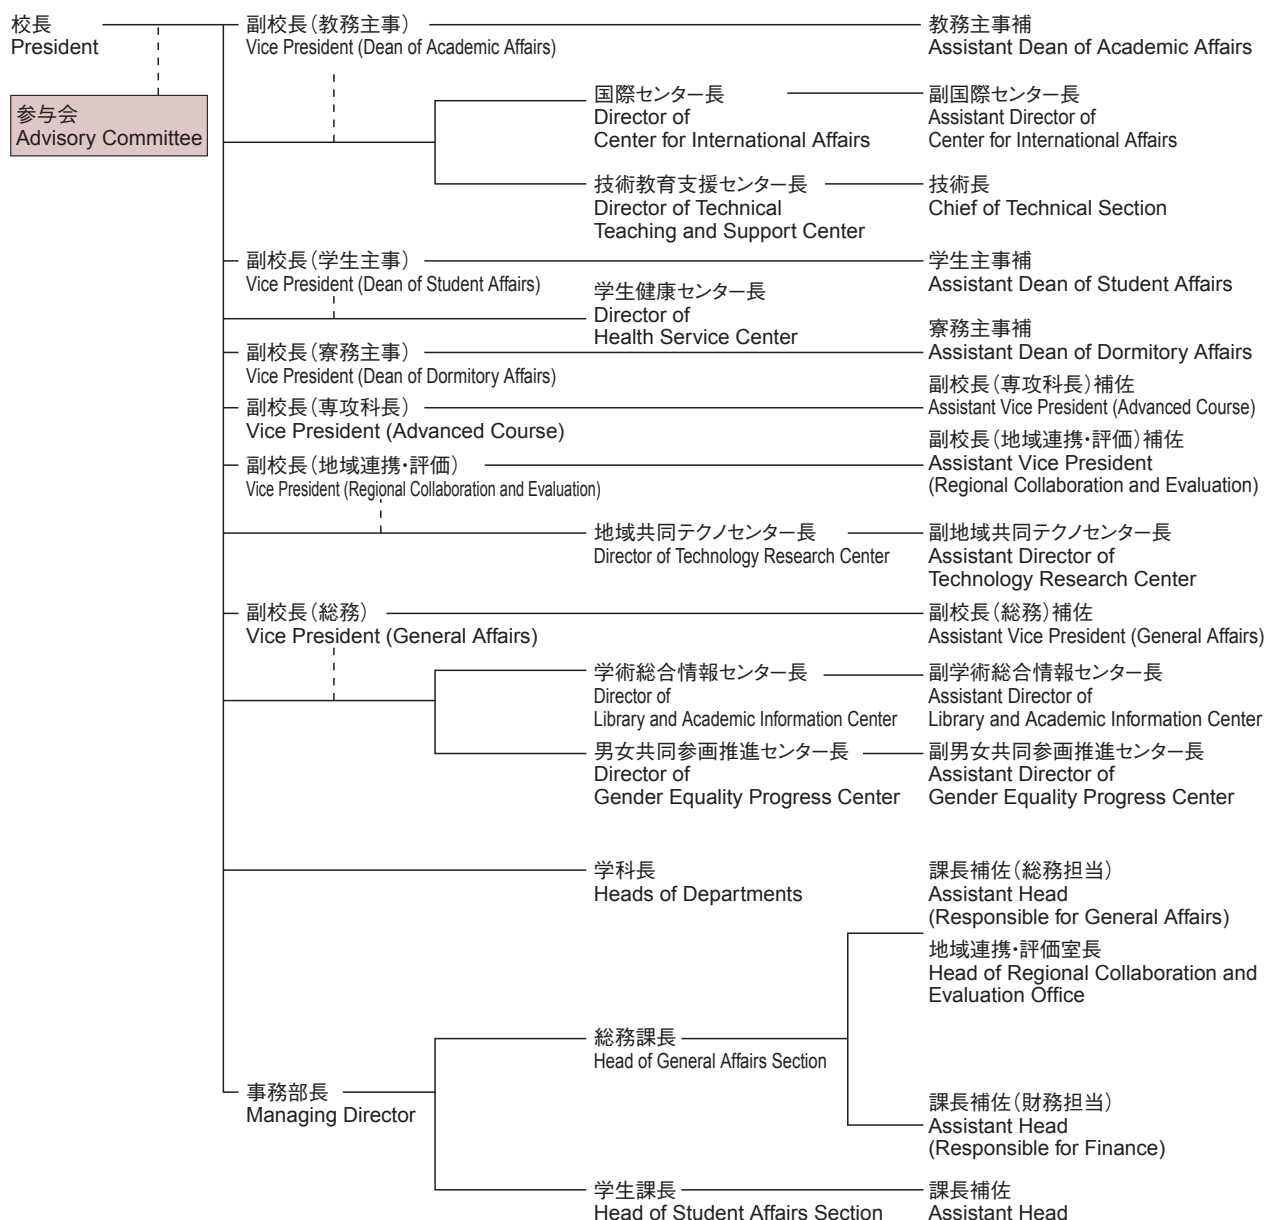 校長
President
参与会
Advisory Committee
副校長（教務主事）
Vice President (Dean of Academic Affairs)
教務主事補
Assistant Dean of Academic Affairs
国際センター長
Director of
Center for International Affairs
副国際センター長
Assistant Director of
Center for International Affairs
技術教育支援センター長
Director of Technical
Teaching and Support Center
技術長
Chief of Technical Section
副校長（学生主事）
Vice President (Dean of Student Affairs)
学生主事補
Assistant Dean of Student Affairs
学生健康センター長
Director of
Health Service Center
副校長（寮務主事）
Vice President (Dean of Dormitory Affairs)
寮務主事補
Assistant Dean of Dormitory Affairs
副校長（専攻科長）
Vice President (Advanced Course)
副校長（専攻科長）補佐
Assistant Vice President (Advanced Course)
副校長（地域連携・評価）
Vice President (Regional Collaboration and Evaluation)
副校長（地域連携・評価）補佐
Assistant Vice President
(Regional Collaboration and Evaluation)
地域共同テクノセンター長
Director of Technology Research Center
副地域共同テクノセンター長
Assistant Director of
Technology Research Center
副校長（総務）
Vice President (General Affairs)
副校長（総務）補佐
Assistant Vice President (General Affairs)
学術総合情報センター長
Director of
Library and Academic Information Center
副学術総合情報センター長
Assistant Director of
Library and Academic Information Center
男女共同参画推進センター長
Director of
Gender Equality Progress Center
副男女共同参画推進センター長
Assistant Director of
Gender Equality Progress Center
学科長
Heads of Departments
事務部長
Managing Director
総務課長
Head of General Affairs Section
課長補佐（総務担当）
Assistant Head
(Responsible for General Affairs)
地域連携・評価室長
Head of Regional Collaboration and
Evaluation Office
課長補佐（財務担当）
Assistant Head
(Responsible for Finance)
学生課長
Head of Student Affairs Section
課長補佐
Assistant Head